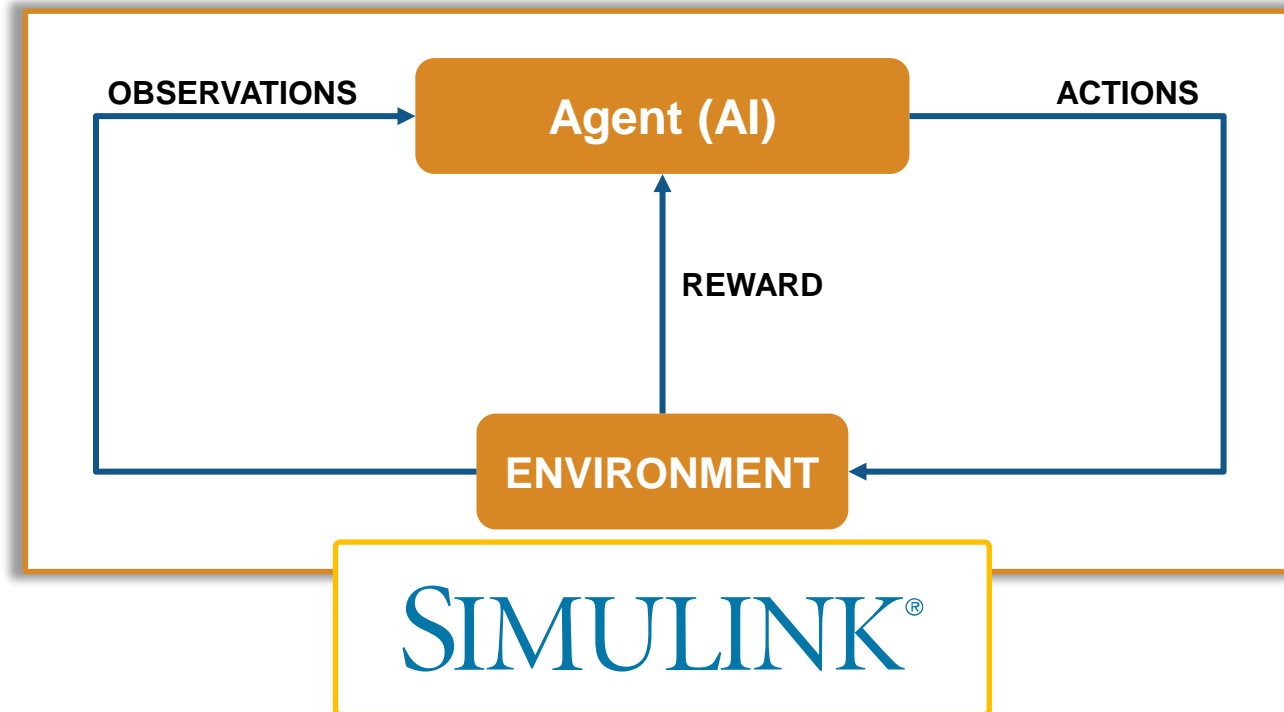 OBSERVATIONS
Agent (AI)
ACTIONS
REWARD
ENVIRONMENT
SIMULINK®